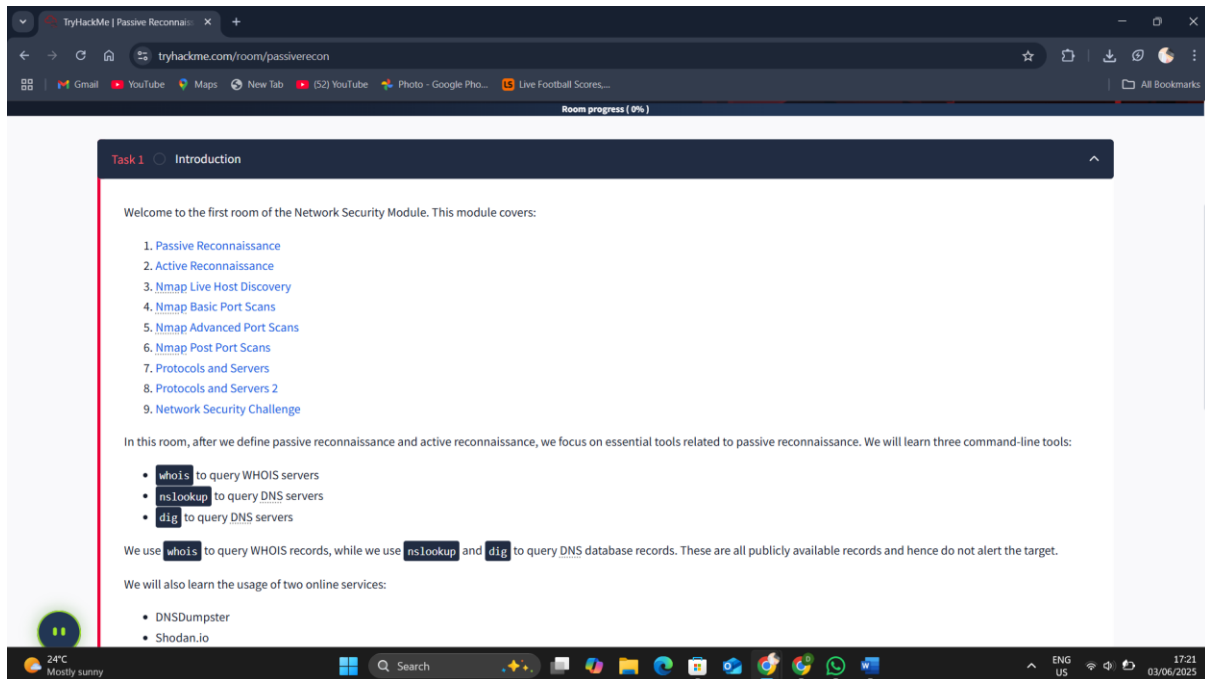 TryHackMe | Passive Reconnais
tryhackme.com/room/passiverecon
Gmail YouTube Maps New Tab (52) YouTube Photo - Google Pho... LS Live Football Scores,... All Bookmarks
Room progress ( 0% )
Task 1 Introduction
Welcome to the first room of the Network Security Module. This module covers:
1. Passive Reconnaissance
2. Active Reconnaissance
3. Nmap Live Host Discovery
4. Nmap Basic Port Scans
5. Nmap Advanced Port Scans
6. Nmap Post Port Scans
7. Protocols and Servers
8. Protocols and Servers 2
9. Network Security Challenge
In this room, after we define passive reconnaissance and active reconnaissance, we focus on essential tools related to passive reconnaissance. We will learn three command-line tools:
• whois to query WHOIS servers
• nslookup to query DNS servers
• dig to query DNS servers
We use whois to query WHOIS records, while we use nslookup and dig to query DNS database records. These are all publicly available records and hence do not alert the target.
We will also learn the usage of two online services:
• DNSDumpster
• Shodan.io
24°C ENG 17:21
Mostly sunny Search US 03/06/2025